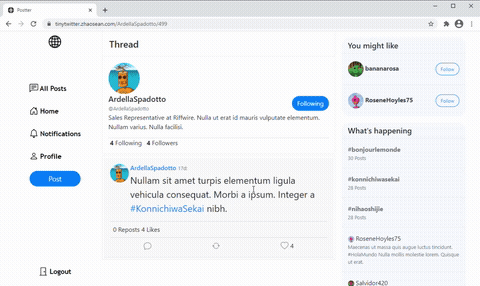 Poxter
tinytwitter.zhaosean.com/ArdellaSpadotto/499
All Posts
Home
Notifications
Profile
Post
Logout
Thread
ArdellaSpadotto
@ArdellaSpadotto
Following
Sales Representative at Riffwire. Nulla ut erat id mauris vulputate elementum.
Nullam varius. Nulla facilisi.
4 Following 4 Followers
ArdellaSpadotto 11d
Nullam sit amet turpis elementum ligula
vehicula consequat. Morbi a ipsum. Integer a
#KonnichiwaSekai nibh.
0 Reposts 4 Likes
4
You might like
bananarosa
Follow
RoseneHoyles75
Follow
What's happening
#bonjourlemonde
30 Posts
#konnichiwasekai
28 Posts
#nihaoshijie
28 Posts
RoseneHoyles75
Maecenas ut massa quis augue luctus tincidunt.
#HolaMundo Nulla mollis molestie lorem. Quisque
ut erat.
Salvidor420